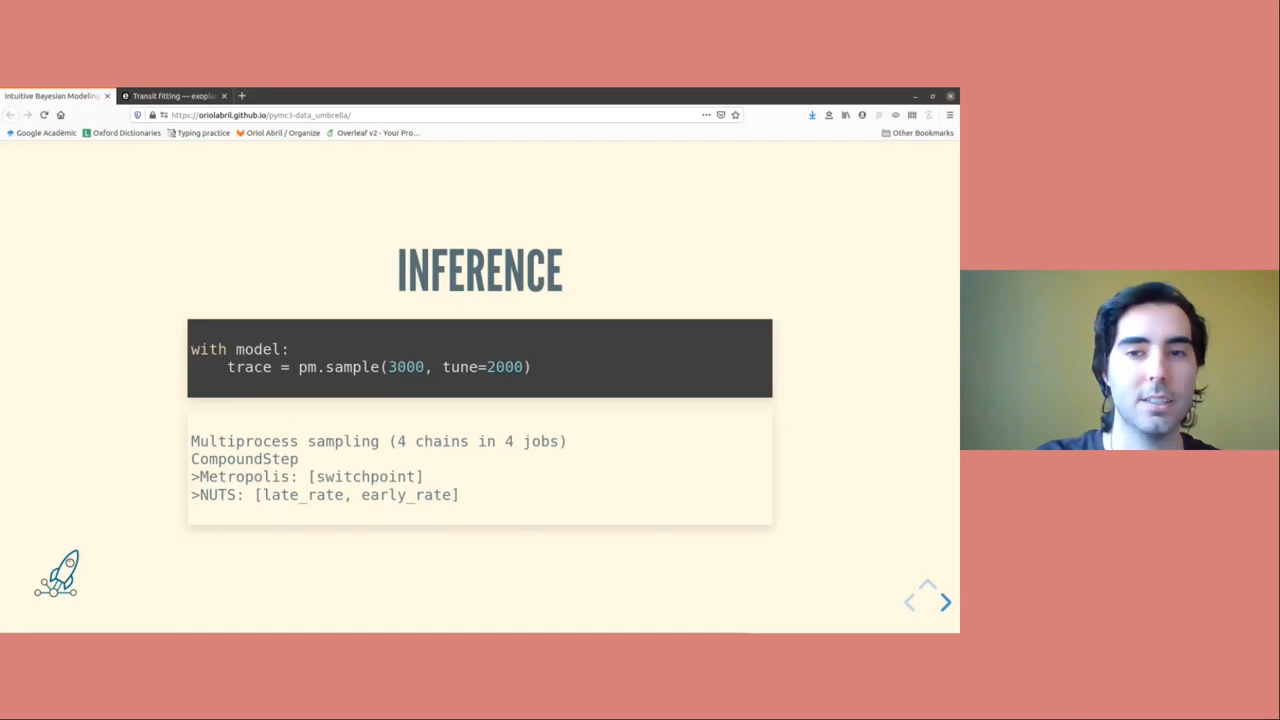 Intuitive Bayesian Modeling
Transit fitting — exopla
https://oriolabril.github.io/pymc3-data_umbrella/
Google Acadèmic
Oxford Dictionaries
Typing practice
Oriol Abril / Organize
Overleaf v2 - Your Pro...
Other Bookmarks
INFERENCE
with model:
    trace = pm.sample(3000, tune=2000)
Multiprocess sampling (4 chains in 4 jobs)
CompoundStep
>Metropolis: [switchpoint]
>NUTS: [late_rate, early_rate]